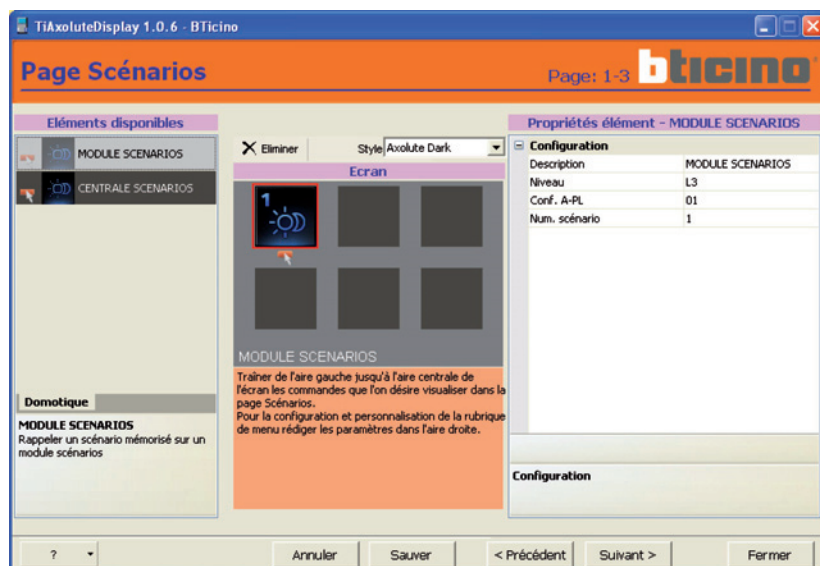 TiAxoluteDisplay 1.0.6 - BTicino
Page Scénarios
Page: 1-3
bticino
Eléments disponibles
MODULE SCENARIOS
CENTRALE SCENARIOS
Domotique
MODULE SCENARIOS
Rappeler un scénario mémorisé sur un
module scénarios
Eliminer
Style Axolute Dark
Ecran
1
MODULE SCENARIOS
Traîner de l'aire gauche jusqu'à l'aire centrale de
l'écran les commandes que l'on désire visualiser dans la
page Scénarios.
Pour la configuration et personnalisation de la rubrique
de menu rédiger les paramètres dans l'aire droite.
Propriétés élément - MODULE SCENARIOS
Configuration
Description MODULE SCENARIOS
Niveau L3
Conf. A-PL 01
Num. scénario 1
Configuration
?
Annuler
Sauver
< Précédent
Suivant >
Fermer